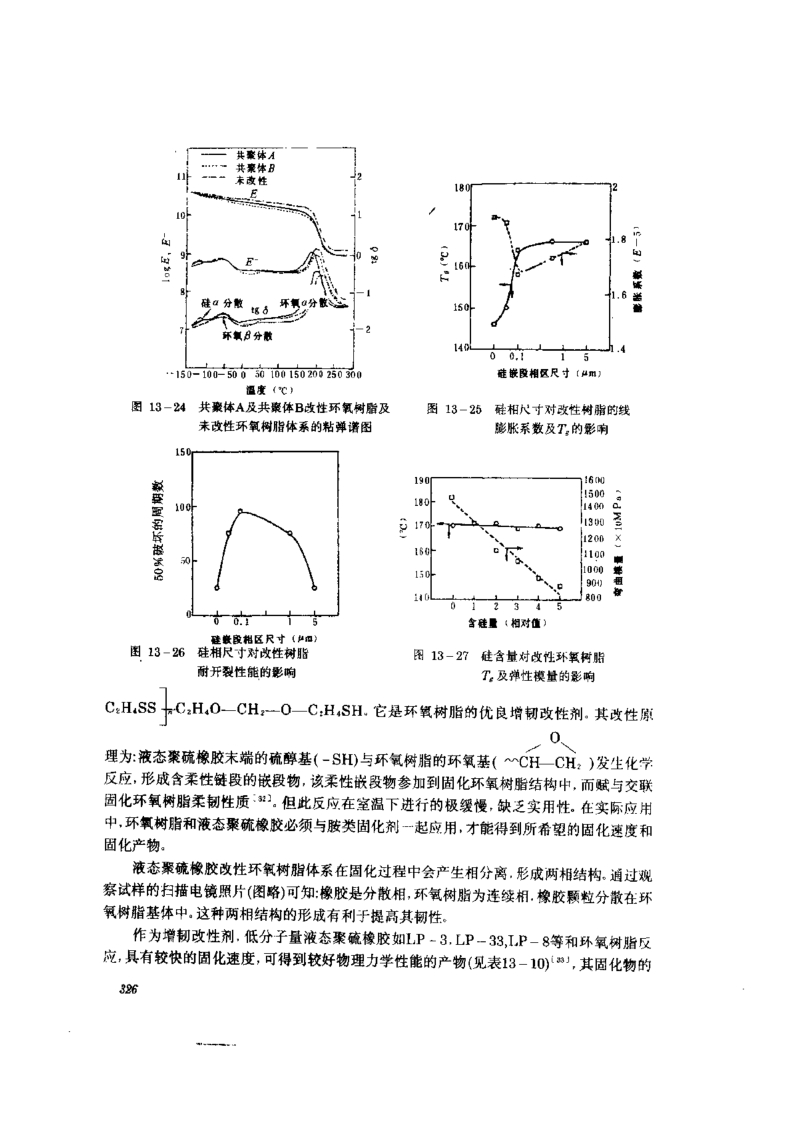 共聚体A
共聚体B
未改性
E
E″
硅α分散
tgδ
环氧α分散
环氧β分散
logE, E″
11
10
9
8
7
2
1
0
-1
-2
tgδ
-150-100-50 0 50 100 150 200 250 300
温度（℃）
图 13-24 共聚体A及共聚体B改性环氧树脂及
未改性环氧树脂体系的粘弹谱图
180
170
160
150
140
Tg(℃)
2
1.8
1.6
1.4
膨胀系数（E-5）
0 0.1 1 5
硅嵌段相区尺寸（μm）
图 13-25 硅相尺寸对改性树脂的线
膨胀系数及Tg的影响
150
100
50
0
50%破坏的周期数
0 0.1 1 5
硅嵌段相区尺寸（μm）
图 13-26 硅相尺寸对改性树脂
耐开裂性能的影响
190
180
170
160
150
140
(℃)
1600
1500
1400
1300
1200
1100
1000
900
800
弯曲模量（×10MPa）
0 1 2 3 4 5
含硅量（相对值）
图 13-27 硅含量对改性环氧树脂
Tg及弹性模量的影响
C₂H₄SS]ₙC₂H₄O—CH₂—O—C₂H₄SH。它是环氧树脂的优良增韧改性剂。其改性原
O
理为:液态聚硫橡胶末端的硫醇基(-SH)与环氧树脂的环氧基( ～CH—CH₂ )发生化学
反应,形成含柔性链段的嵌段物,该柔性嵌段物参加到固化环氧树脂结构中,而赋与交联
固化环氧树脂柔韧性质[32]。但此反应在室温下进行的极缓慢,缺乏实用性。在实际应用
中,环氧树脂和液态聚硫橡胶必须与胺类固化剂一起应用,才能得到所希望的固化速度和
固化产物。
液态聚硫橡胶改性环氧树脂体系在固化过程中会产生相分离,形成两相结构。通过观
察试样的扫描电镜照片(图略)可知:橡胶是分散相,环氧树脂为连续相,橡胶颗粒分散在环
氧树脂基体中。这种两相结构的形成有利于提高其韧性。
作为增韧改性剂,低分子量液态聚硫橡胶如LP-3,LP-33,LP-8等和环氧树脂反
应,具有较快的固化速度,可得到较好物理力学性能的产物(见表13-10)[33],其固化物的
326